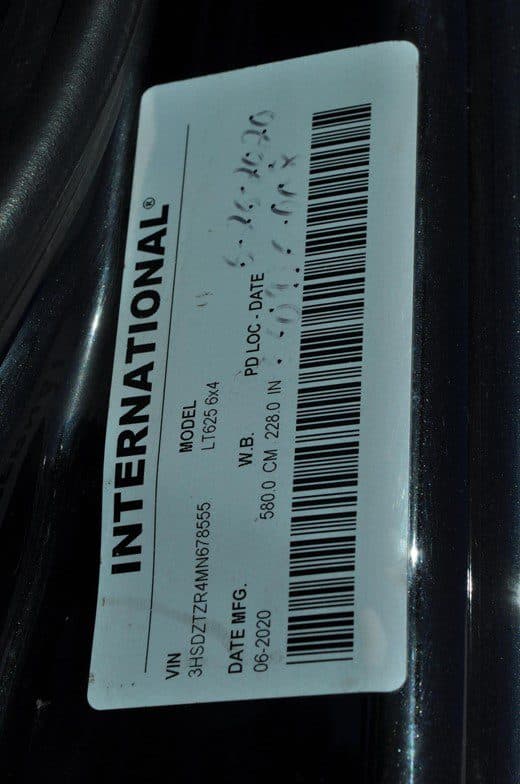 INTERNATIONAL®
VIN MODEL
3HSDZTZR4MN678555 LT625 6x4
DATE MFG. W.B. PD LOC - DATE
06-2020 580.0 CM 228.0 IN